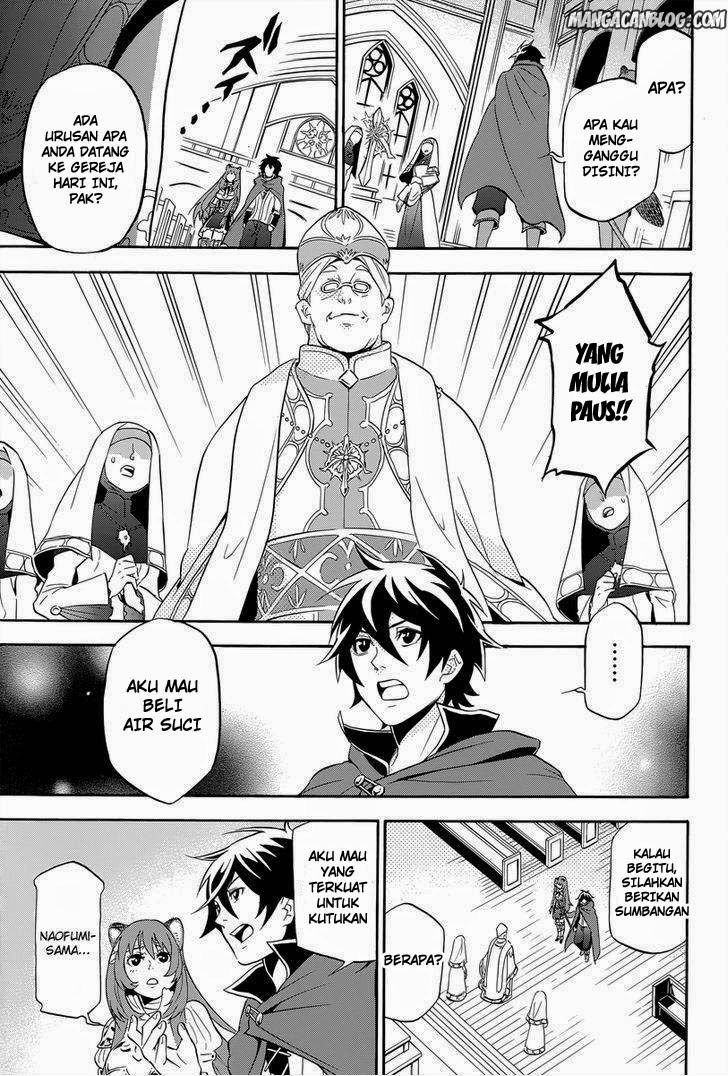 MANGACANBLOG.COM
APA?
APA KAU
MENG-
GANGGU
DISINI?
ADA
URUSAN APA
ANDA DATANG
KE GEREJA
HARI INI,
PAK?
YANG
MULIA
PAUS!!
......
AKU MAU
BELI
AIR SUCI
KALAU
BEGITU,
SILAHKAN
BERIKAN
SUMBANGAN
BERAPA?
AKU MAU
YANG
TERKUAT
UNTUK
KUTUKAN
NAOFUMI-
SAMA...